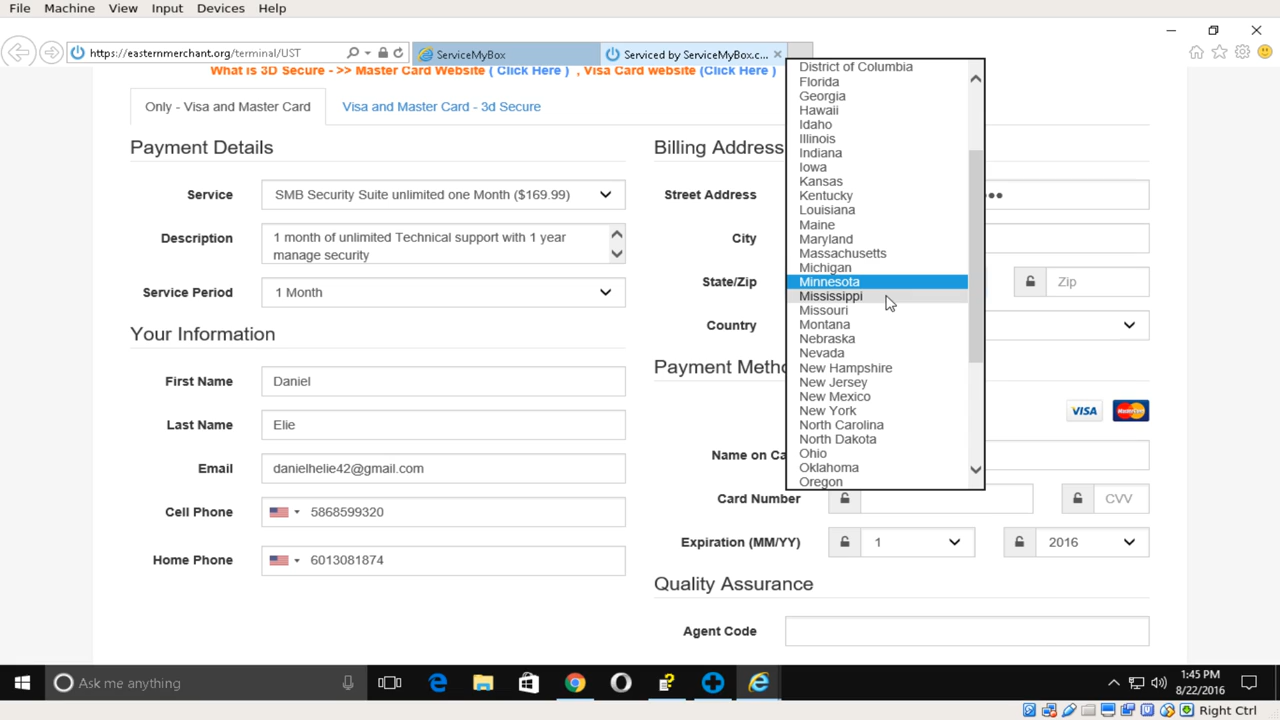 File Machine View Input Devices Help
https://easternmerchant.org/terminal/UST
ServiceMyBox
Serviced by ServiceMyBox.c...
What is 3D Secure - >> Master Card Website ( Click Here ) , Visa Card website (Click Here )
Only - Visa and Master Card
Visa and Master Card - 3d Secure
Payment Details
Service
SMB Security Suite unlimited one Month ($169.99)
Description
1 month of unlimited Technical support with 1 year
manage security
Service Period
1 Month
Your Information
First Name
Daniel
Last Name
Elie
Email
danielhelie42@gmail.com
Cell Phone
5868599320
Home Phone
6013081874
Billing Address
Street Address
City
State/Zip
Zip
Country
District of Columbia
Florida
Georgia
Hawaii
Idaho
Illinois
Indiana
Iowa
Kansas
Kentucky
Louisiana
Maine
Maryland
Massachusetts
Michigan
Minnesota
Mississippi
Missouri
Montana
Nebraska
Nevada
New Hampshire
New Jersey
New Mexico
New York
North Carolina
North Dakota
Ohio
Oklahoma
Oregon
Payment Metho
VISA
MasterCard
Name on Ca
Card Number
CVV
Expiration (MM/YY)
1
2016
Quality Assurance
Agent Code
Ask me anything
1:45 PM
8/22/2016
Right Ctrl